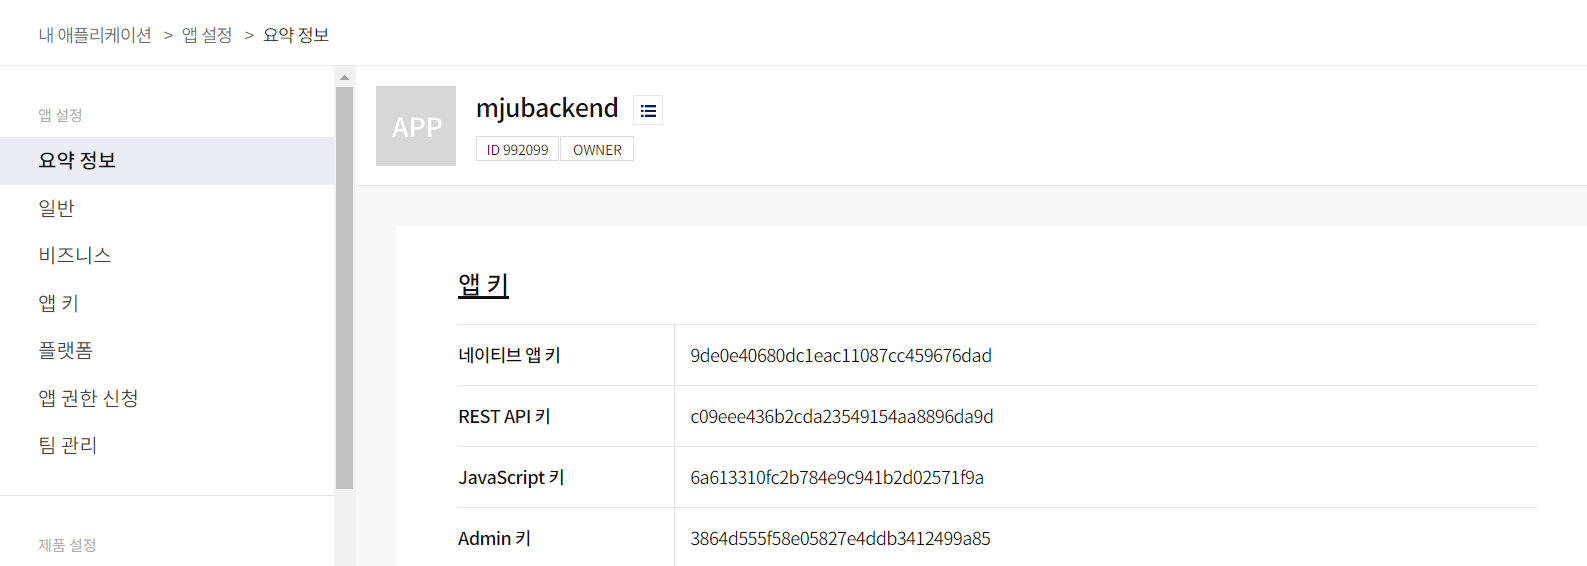 내 애플리케이션 > 앱 설정 > 요약 정보
앱 설정
요약 정보
일반
비즈니스
앱 키
플랫폼
앱 권한 신청
팀 관리
제품 설정
APP
mjubackend
ID 992099 OWNER
앱 키
네이티브 앱 키 9de0e40680dc1eac11087cc459676dad
REST API 키 c09eee436b2cda23549154aa8896da9d
JavaScript 키 6a613310fc2b784e9c941b2d02571f9a
Admin 키 3864d555f58e05827e4ddb3412499a85